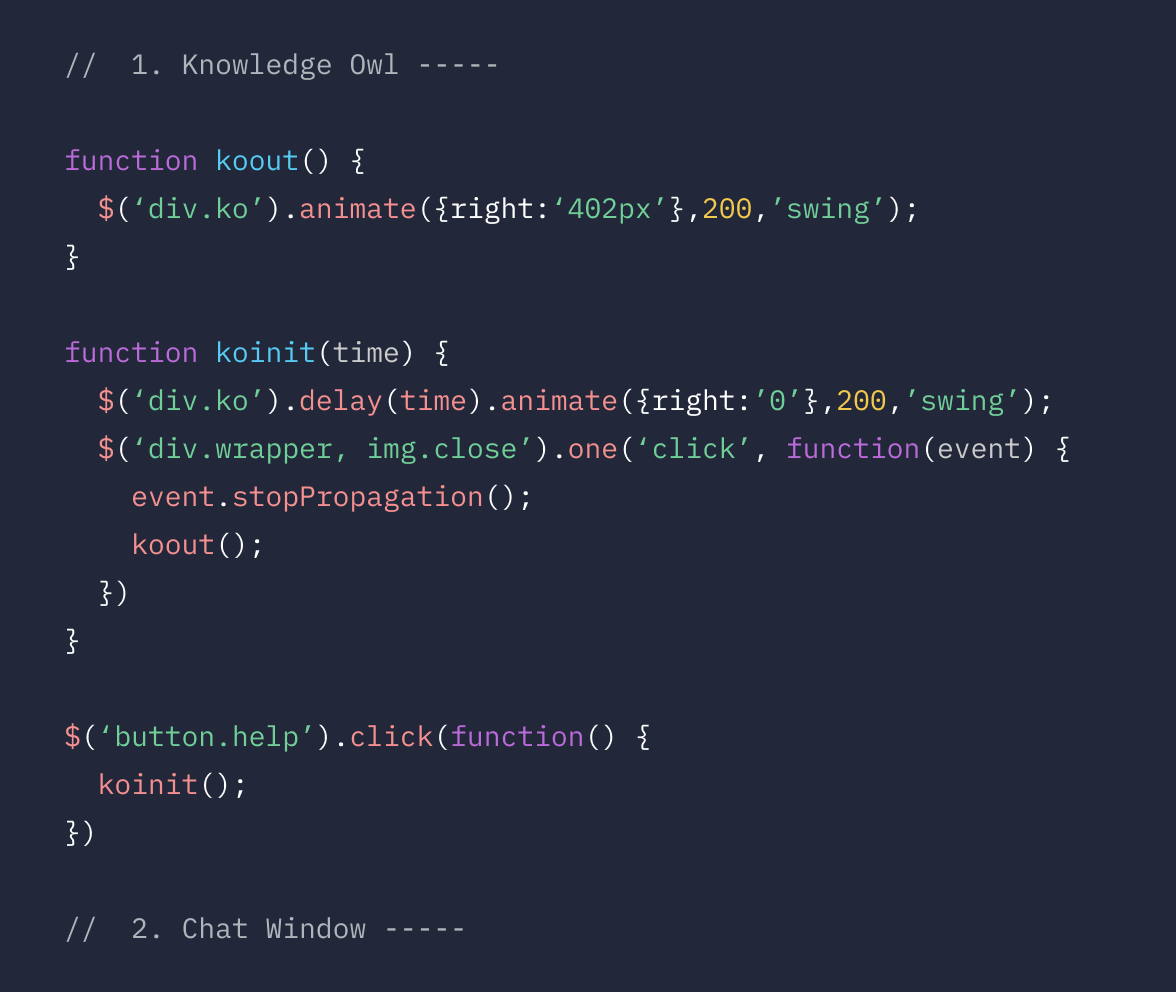 //  1. Knowledge Owl -----
function koout() {
  $(‘div.ko’).animate({right:‘402px’},200,’swing’);
}
function koinit(time) {
  $(‘div.ko’).delay(time).animate({right:’0’},200,’swing’);
  $(‘div.wrapper, img.close’).one(‘click’, function(event) {
    event.stopPropagation();
    koout();
  })
}
$(‘button.help’).click(function() {
  koinit();
})
//  2. Chat Window -----